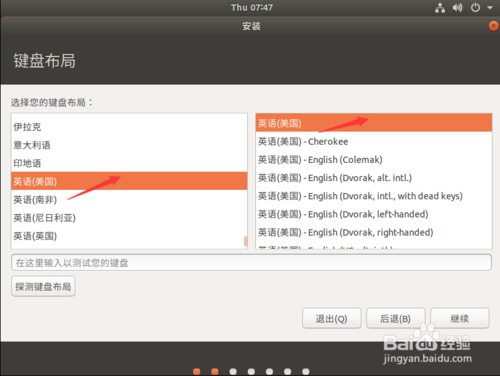 Thu 07:47
安装
键盘布局
选择您的键盘布局：
伊拉克
意大利语
印地语
英语(美国)
英语(南非)
英语(尼日利亚)
英语(英国)
英语(美国)
英语(美国) - Cherokee
英语(美国) - English (Colemak)
英语(美国) - English (Dvorak, alt. intl.)
英语(美国) - English (Dvorak, intl., with dead keys)
英语(美国) - English (Dvorak, left-handed)
英语(美国) - English (Dvorak, right-handed)
在这里输入以测试您的键盘
探测键盘布局
退出(Q)
后退(B)
继续
Baidu 经验
jingyan.baidu.com